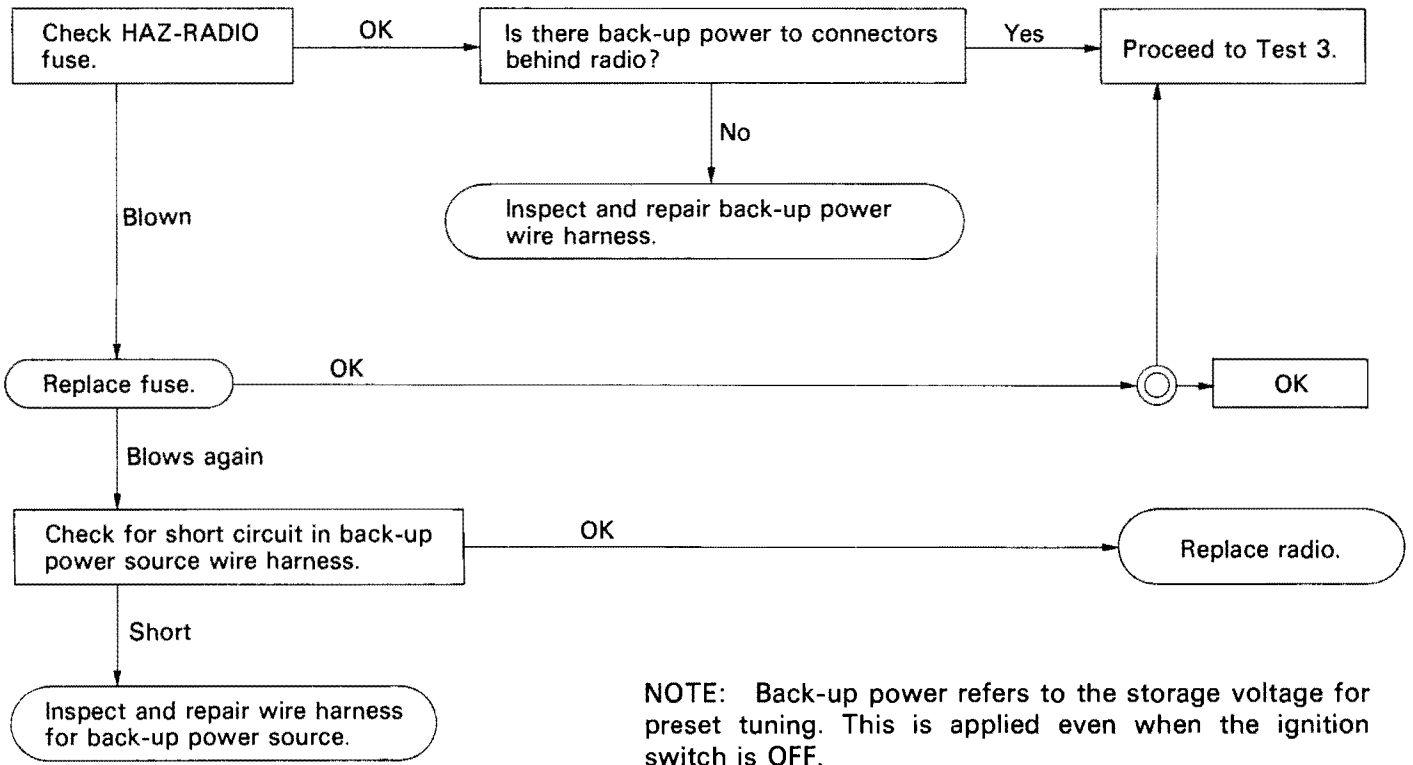 Check HAZ-RADIO
fuse.
OK
Is there back-up power to connectors
behind radio?
Yes
Proceed to Test 3.
No
Inspect and repair back-up power
wire harness.
Blown
Replace fuse.
OK
OK
Blows again
Check for short circuit in back-up
power source wire harness.
OK
Replace radio.
Short
Inspect and repair wire harness
for back-up power source.
NOTE: Back-up power refers to the storage voltage for
preset tuning. This is applied even when the ignition
switch is OFF.